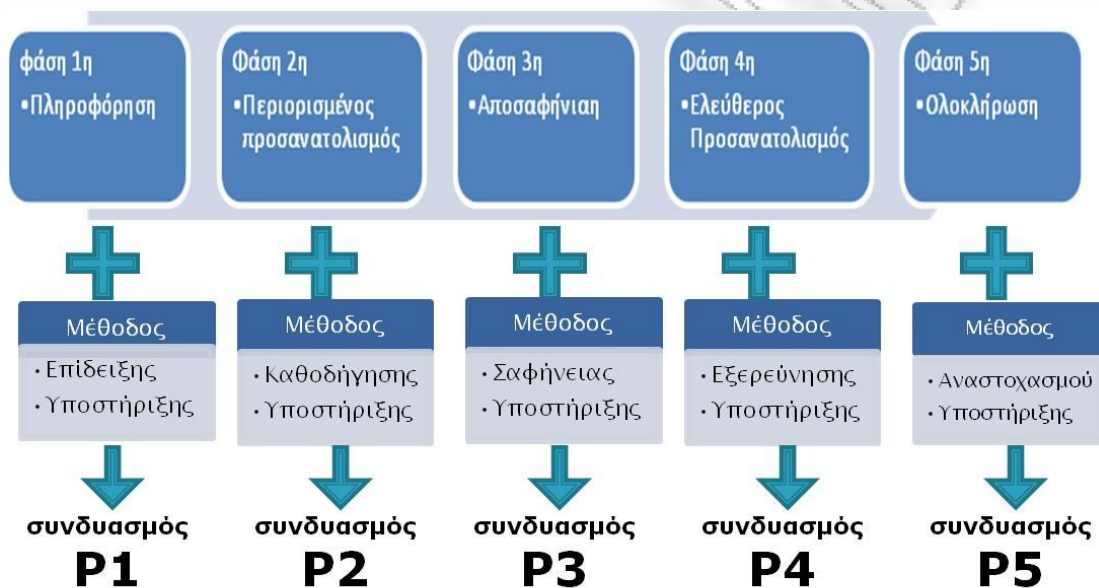 φάση 1η
•Πληροφόρηση
Φάση 2η
•Περιορισμένος
προσανατολισμός
Φάση 3η
•Αποσαφήνιαη
Φάση 4η
•Ελεύθερος
Προσανατολισμός
Φάση 5η
•Ολοκλήρωση
Μέθοδος
• Επίδειξης
• Υποστήριξης
Μέθοδος
• Καθοδήγησης
• Υποστήριξης
Μέθοδος
• Σαφήνειας
• Υποστήριξης
Μέθοδος
• Εξερεύνησης
• Υποστήριξης
Μέθοδος
• Αναστοχασμού
• Υποστήριξης
συνδυασμός
P1
συνδυασμός
P2
συνδυασμός
P3
συνδυασμός
P4
συνδυασμός
P5